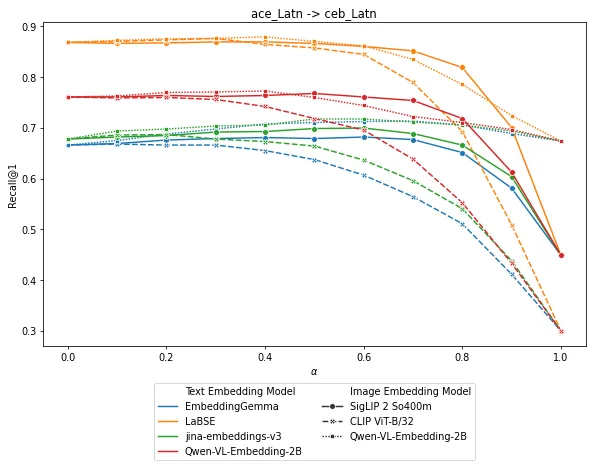 ace_Latn -> ceb_Latn
0.9
0.8
0.7
0.6
0.5
0.4
0.3
Recall@1
0.0 0.2 0.4 0.6 0.8 1.0
α
Text Embedding Model Image Embedding Model
EmbeddingGemma SigLIP 2 So400m
LaBSE CLIP ViT-B/32
jina-embeddings-v3 Qwen-VL-Embedding-2B
Qwen-VL-Embedding-2B